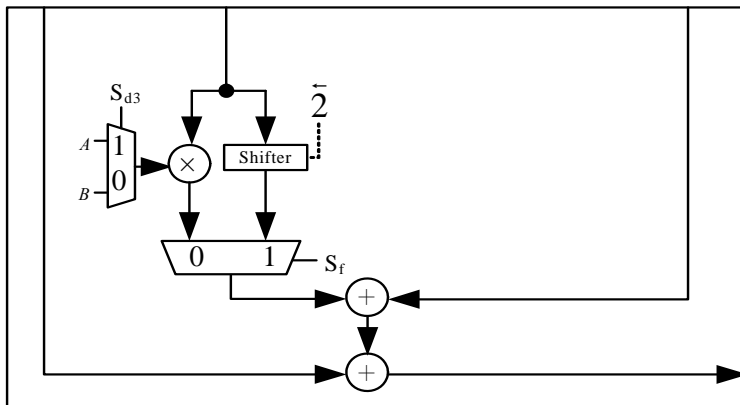 S_d3
←2
A 1
× Shifter
0
B
0 1
S_f
+
+